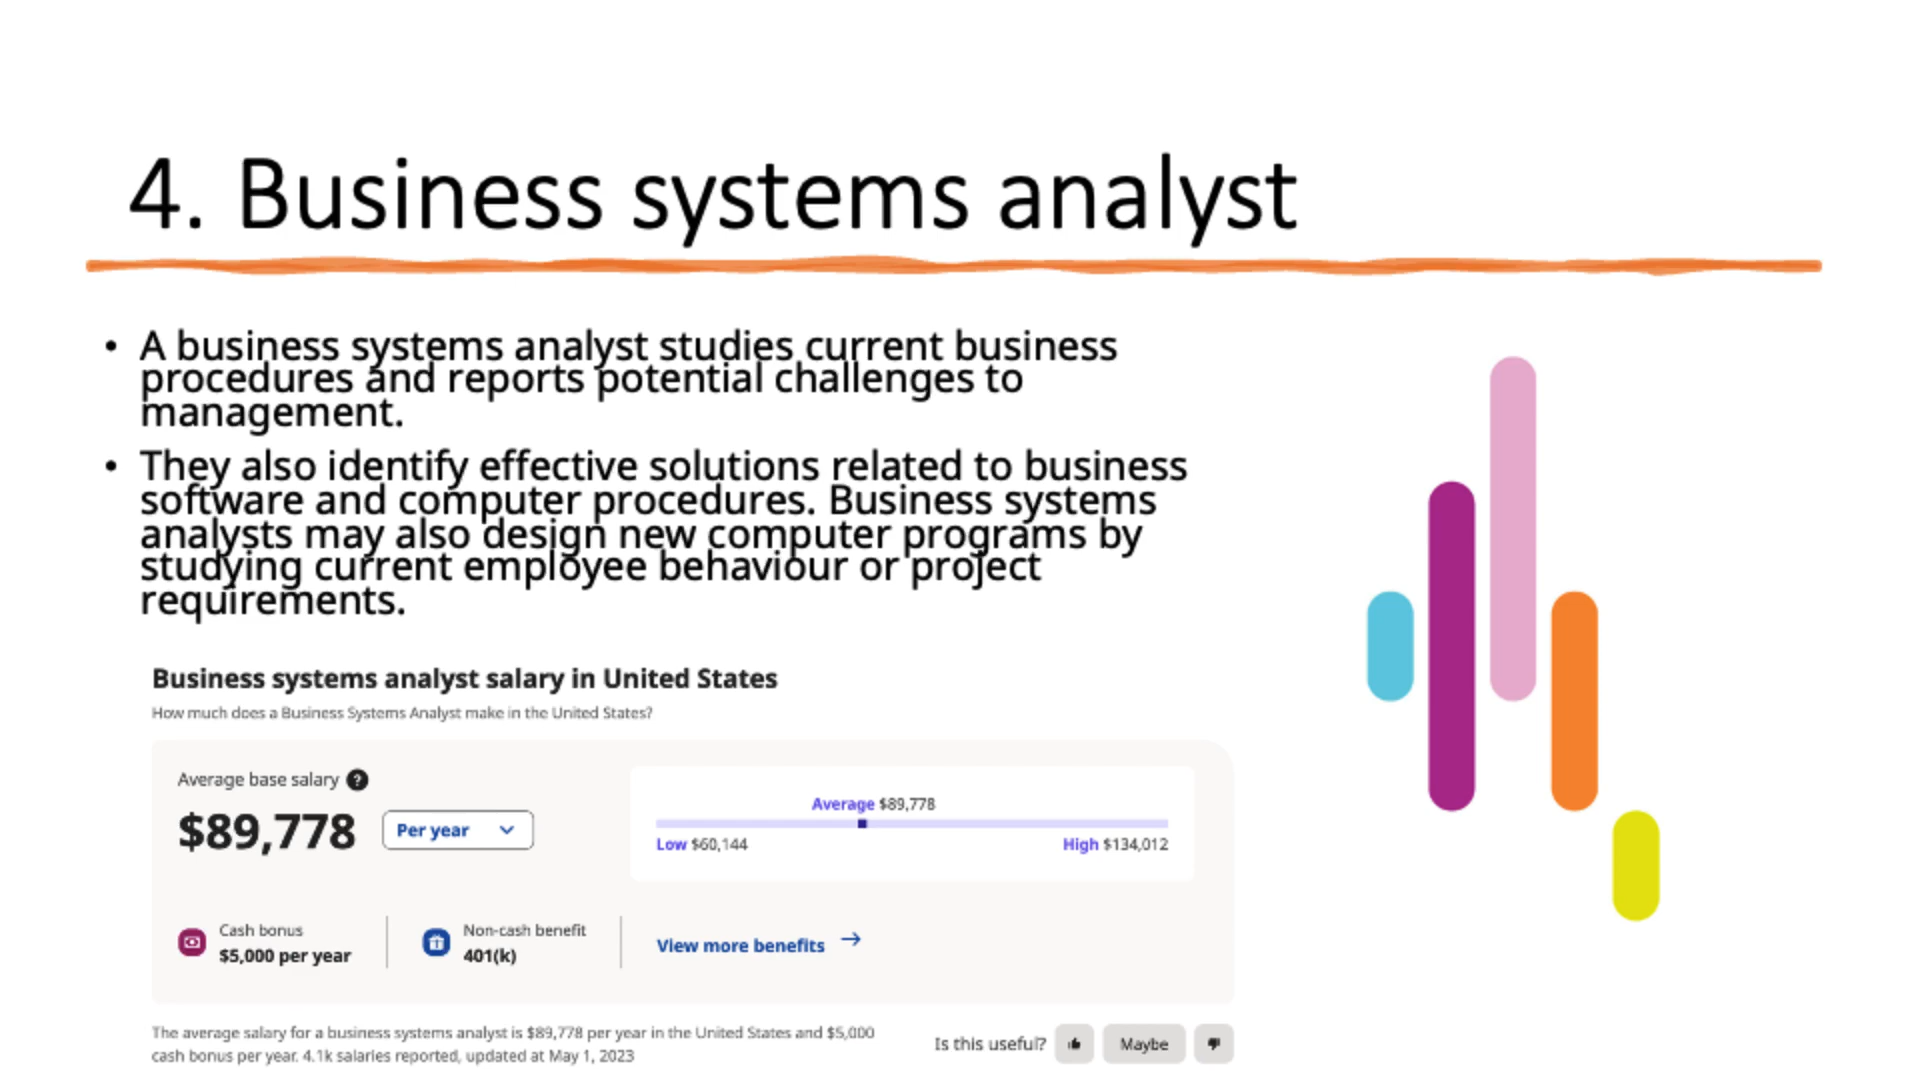 4. Business systems analyst
• A business systems analyst studies current business
procedures and reports potential challenges to
management.
• They also identify effective solutions related to business
software and computer procedures. Business systems
analysts may also design new computer programs by
studying current employee behaviour or project
requirements.
Business systems analyst salary in United States
How much does a Business Systems Analyst make in the United States?
Average base salary ?
$89,778 Per year
Average $89,778
Low $60,144 High $134,012
Cash bonus
$5,000 per year
Non-cash benefit
401(k)
View more benefits →
The average salary for a business systems analyst is $89,778 per year in the United States and $5,000
cash bonus per year. 4.1k salaries reported, updated at May 1, 2023
Is this useful? Maybe